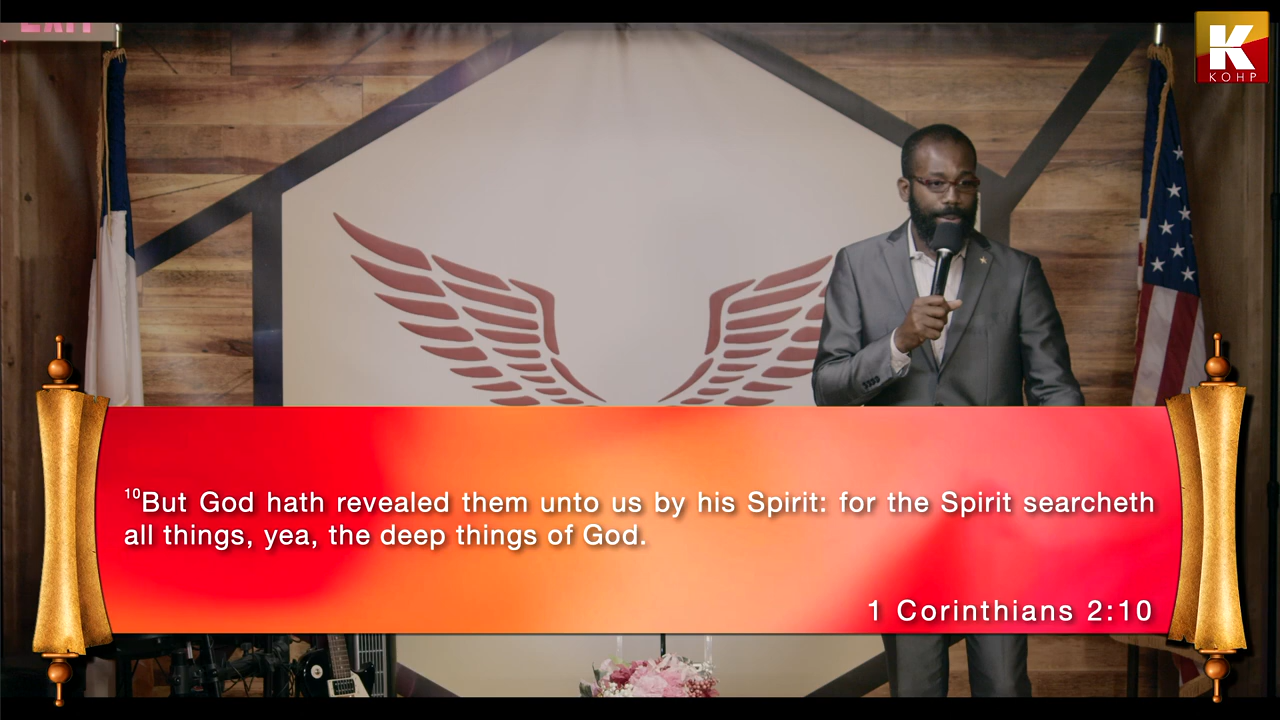 EXIT
K
KOHP
10But God hath revealed them unto us by his Spirit: for the Spirit searcheth
all things, yea, the deep things of God.
1 Corinthians 2:10